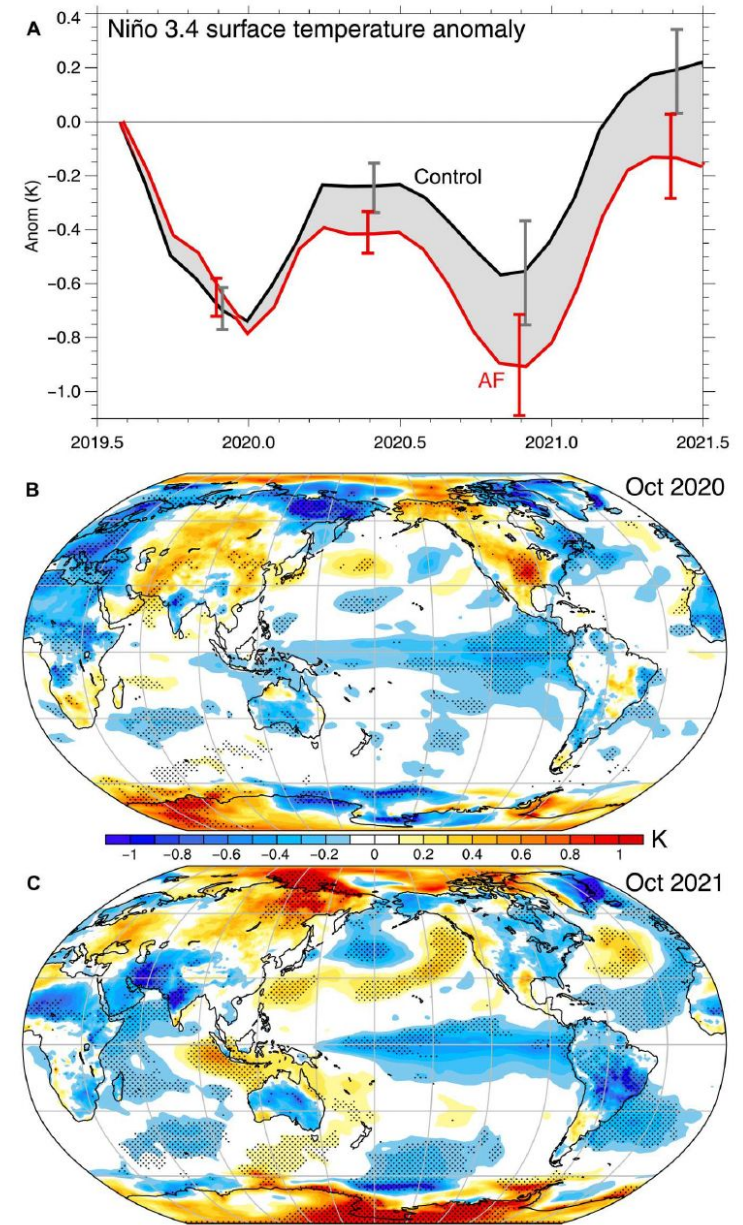 A
Niño 3.4 surface temperature anomaly
Anom (K)
0.4
0.2
0.0
−0.2
−0.4
−0.6
−0.8
−1.0
Control
AF
2019.5 2020.0 2020.5 2021.0 2021.5
B
Oct 2020
−1 −0.8 −0.6 −0.4 −0.2 0 0.2 0.4 0.6 0.8 1 K
C
Oct 2021